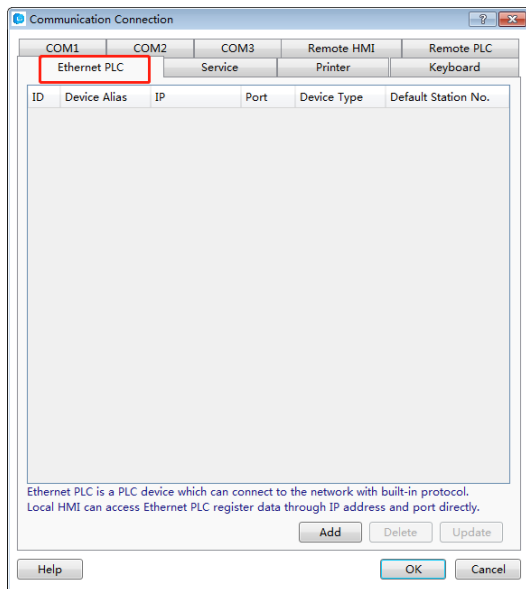 Communication Connection
COM1 COM2 COM3 Remote HMI Remote PLC
Ethernet PLC Service Printer Keyboard
ID Device Alias IP Port Device Type Default Station No.
Ethernet PLC is a PLC device which can connect to the network with built-in protocol.
Local HMI can access Ethernet PLC register data through IP address and port directly.
Add Delete Update
Help OK Cancel